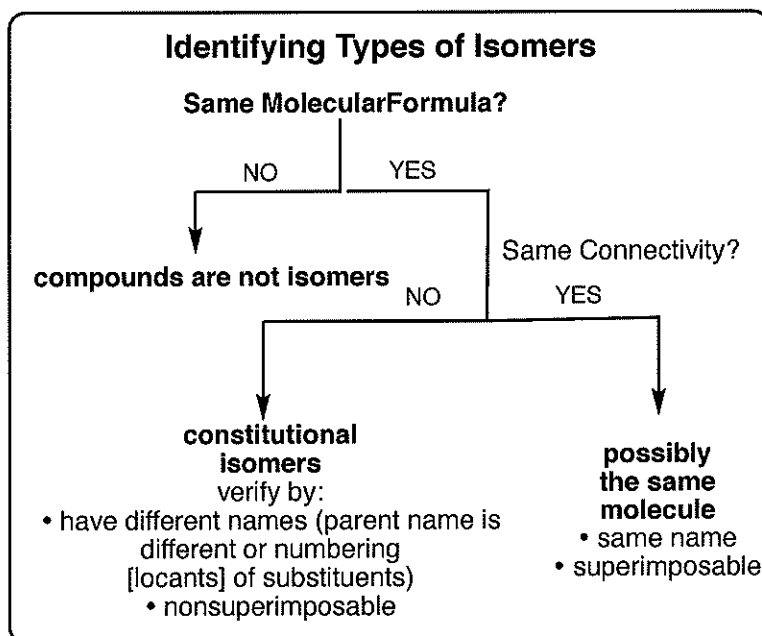 Identifying Types of Isomers
Same MolecularFormula?
NO
YES
Same Connectivity?
compounds are not isomers
NO
YES
constitutional
isomers
verify by:
• have different names (parent name is
different or numbering
[locants] of substituents)
• nonsuperimposable
possibly
the same
molecule
• same name
• superimposable